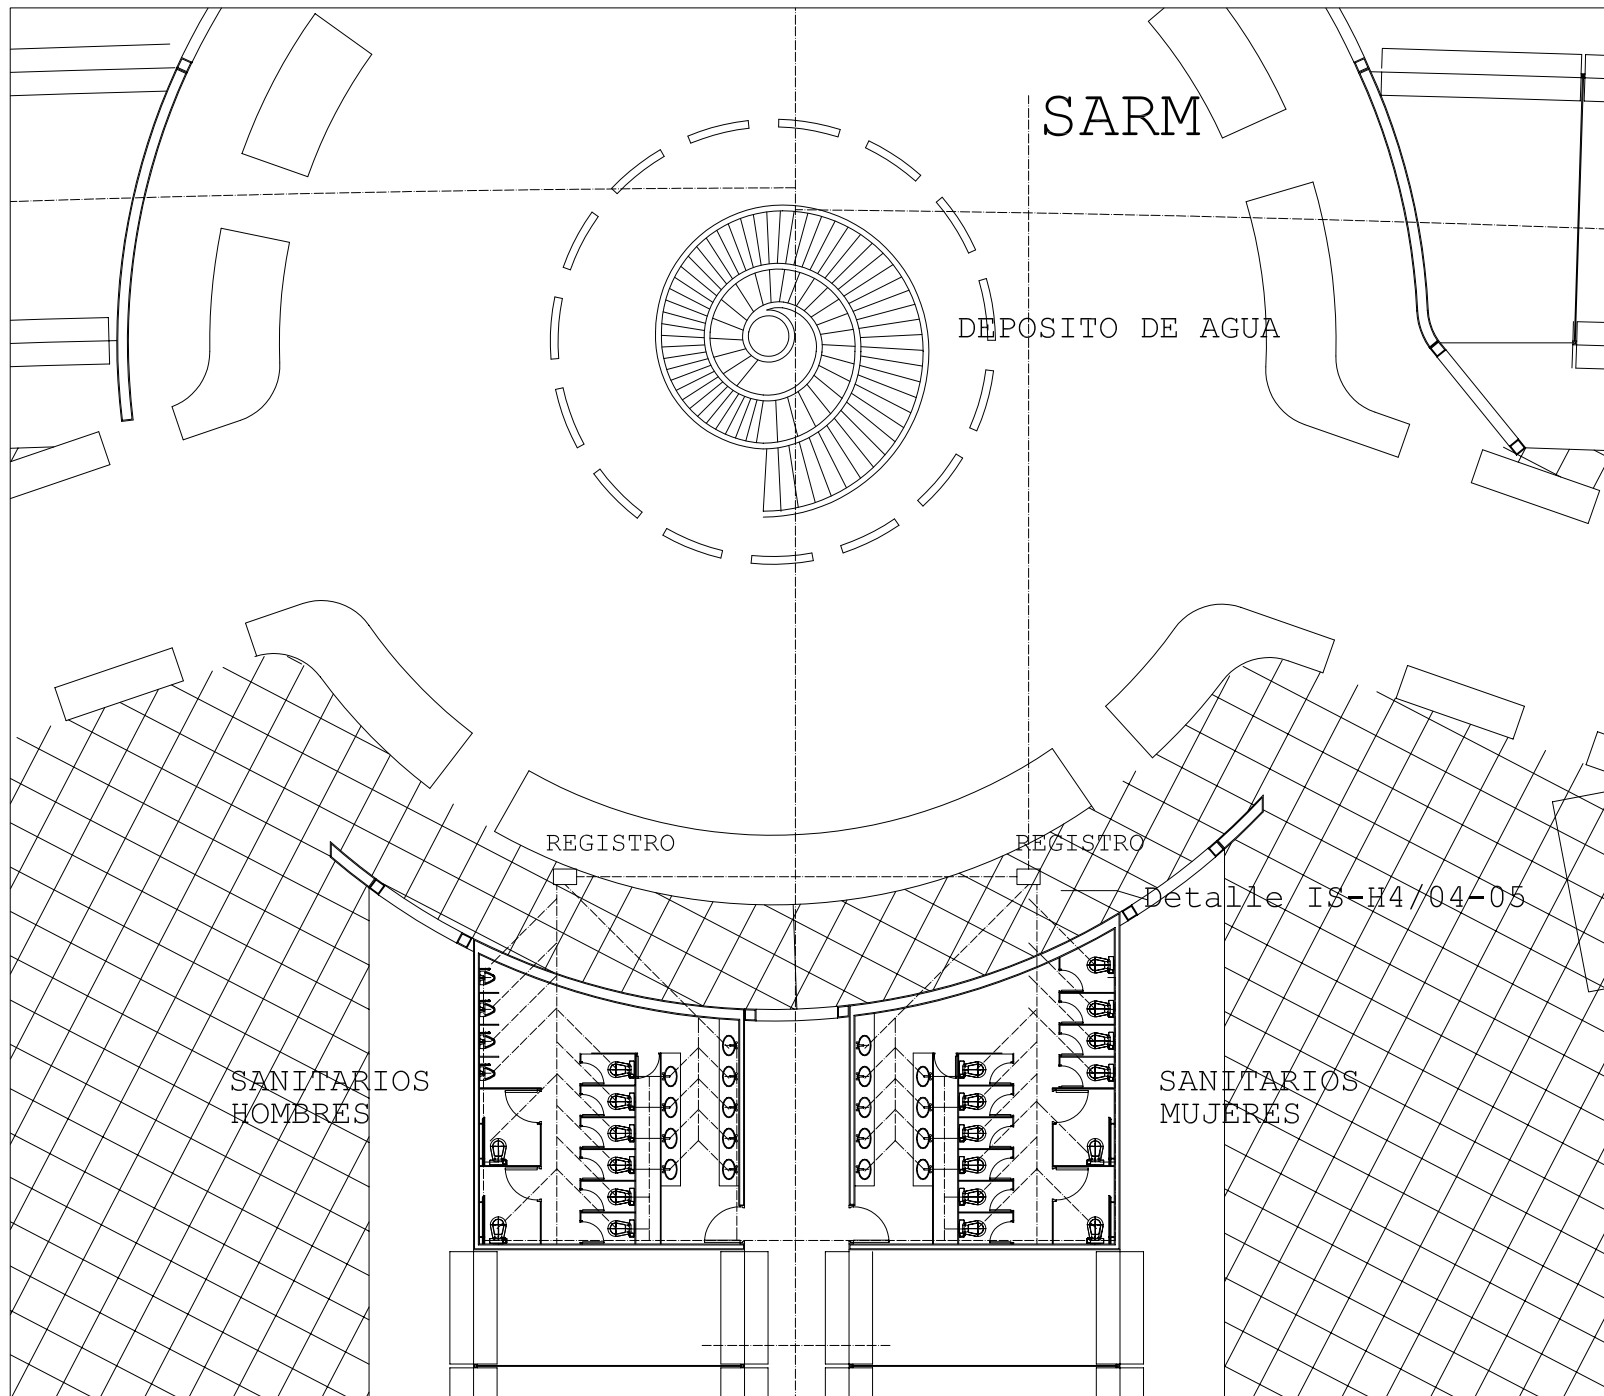 SARM
DEPOSITO DE AGUA
REGISTRO
REGISTRO
Detalle IS-H4/04-05
SANITARIOS
HOMBRES
SANITARIOS
MUJERES